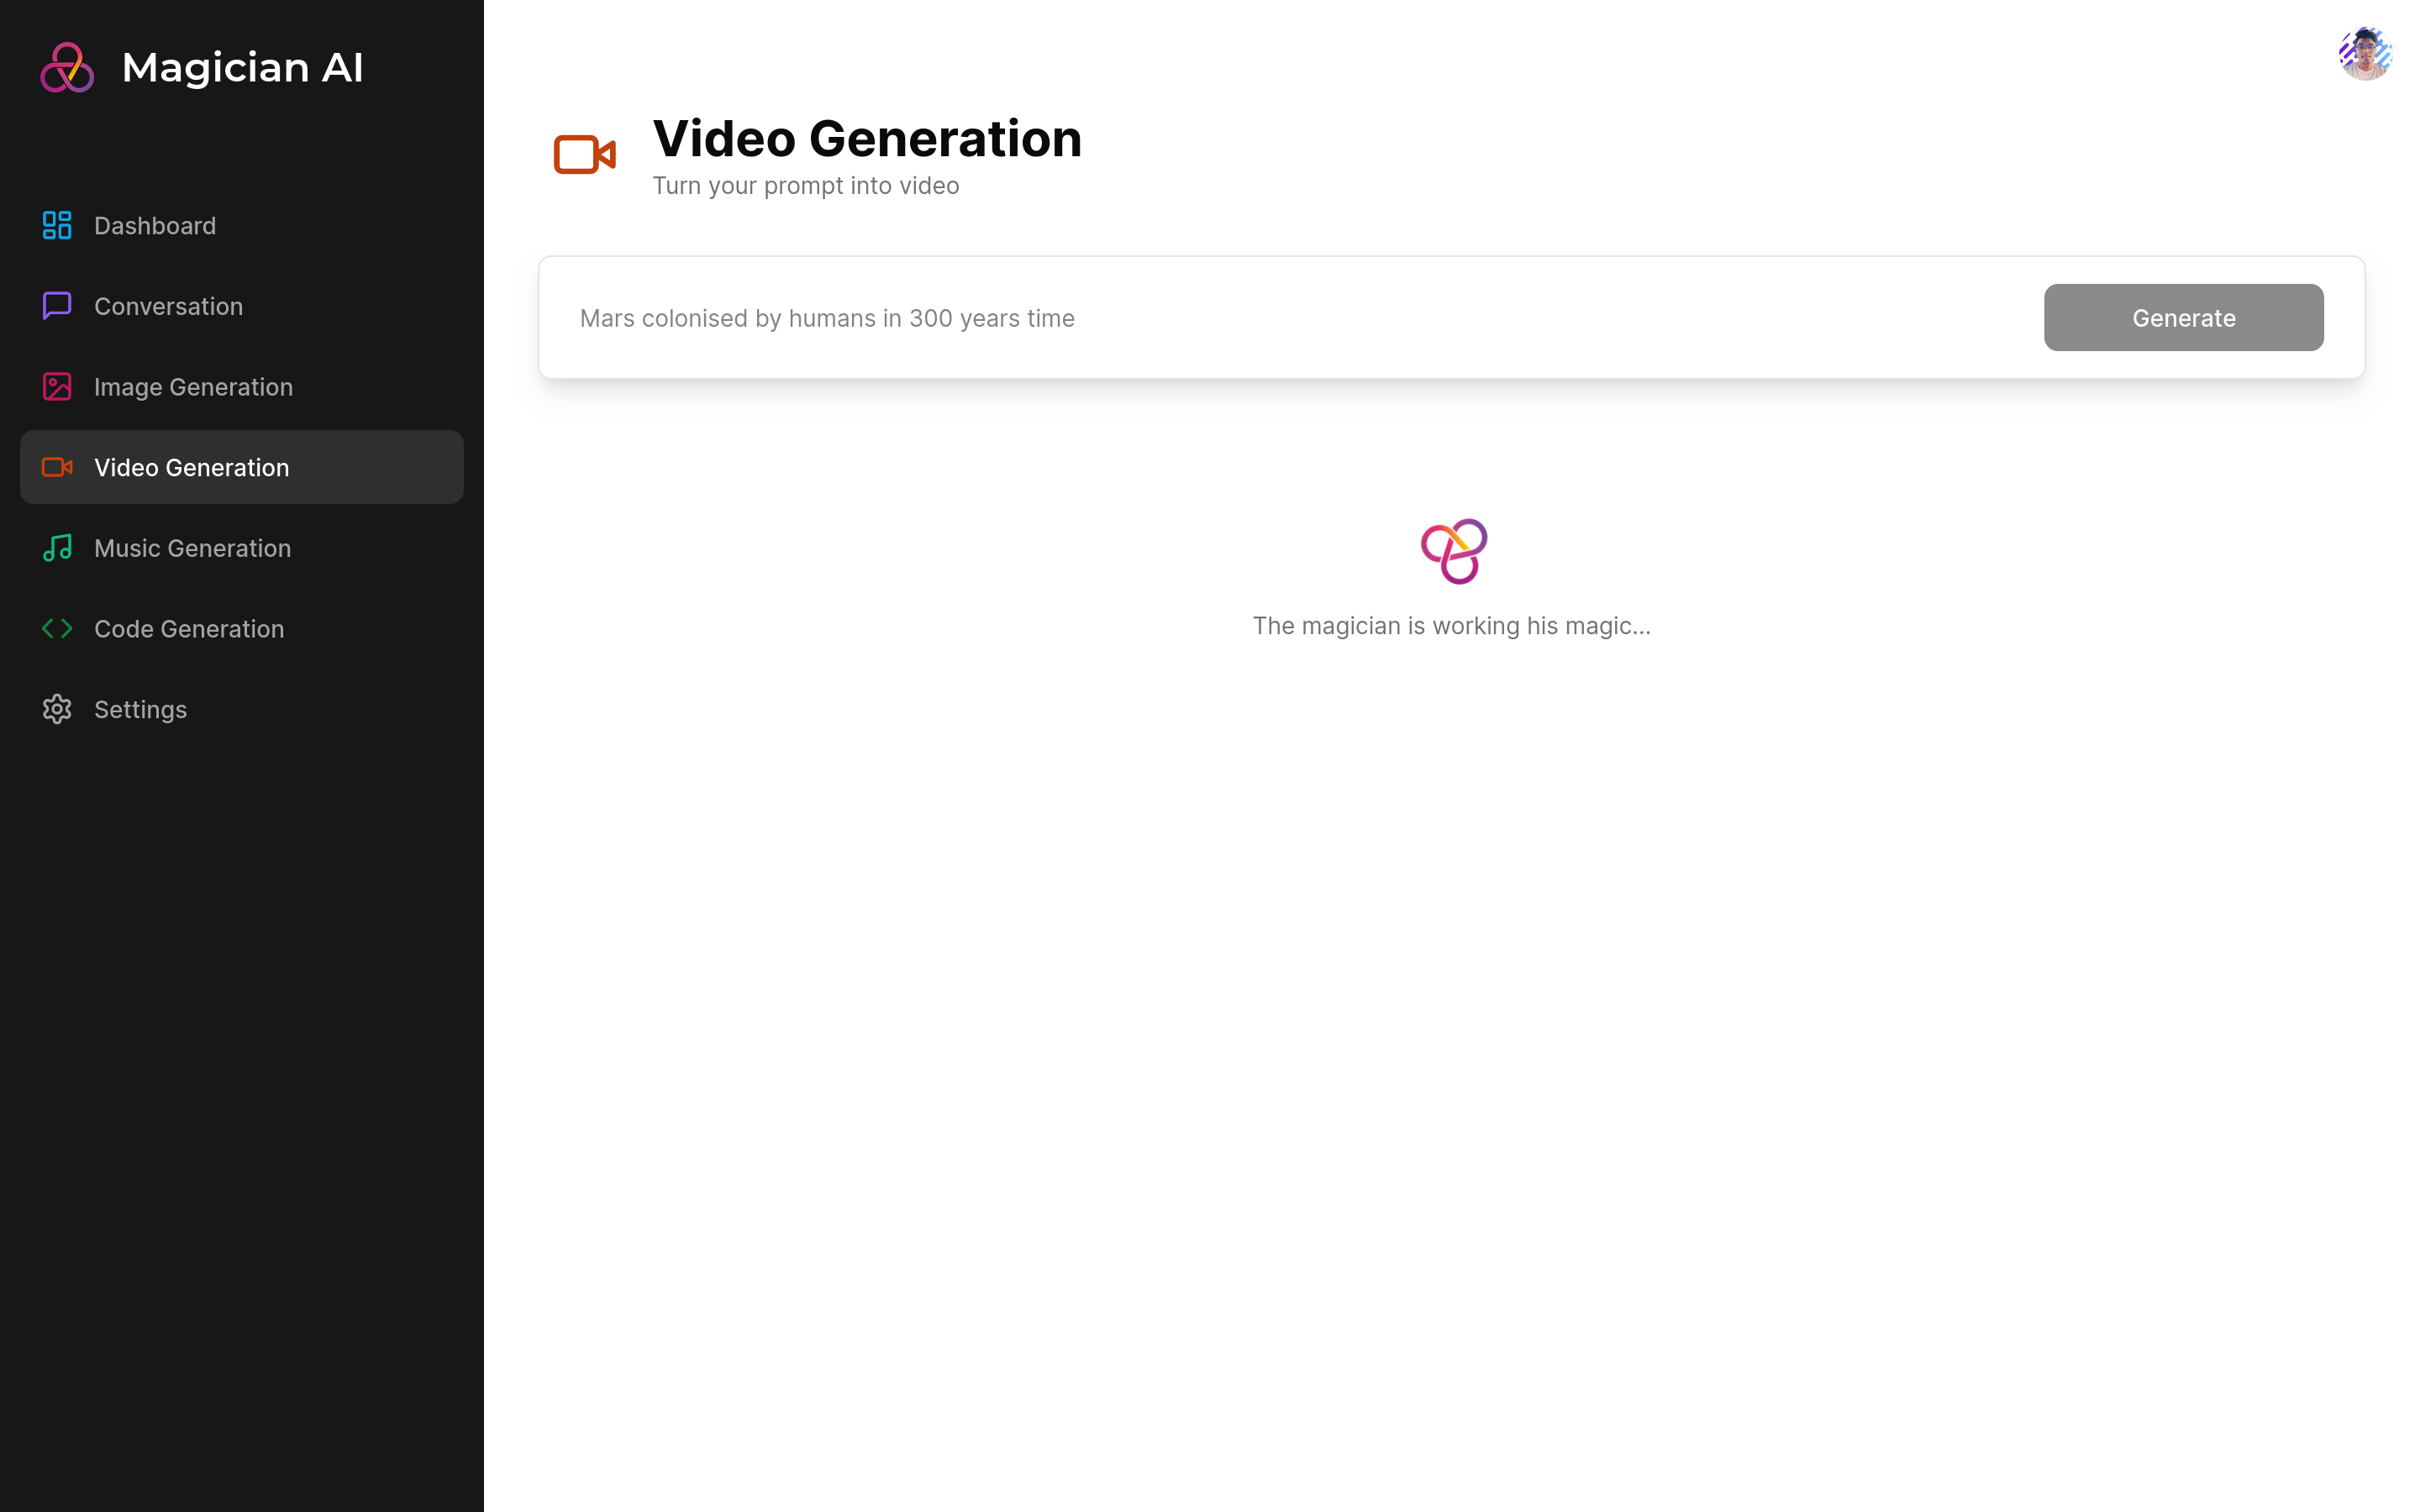 Magician AI
Dashboard
Conversation
Image Generation
Video Generation
Music Generation
Code Generation
Settings
Video Generation
Turn your prompt into video
Mars colonised by humans in 300 years time
Generate
The magician is working his magic...